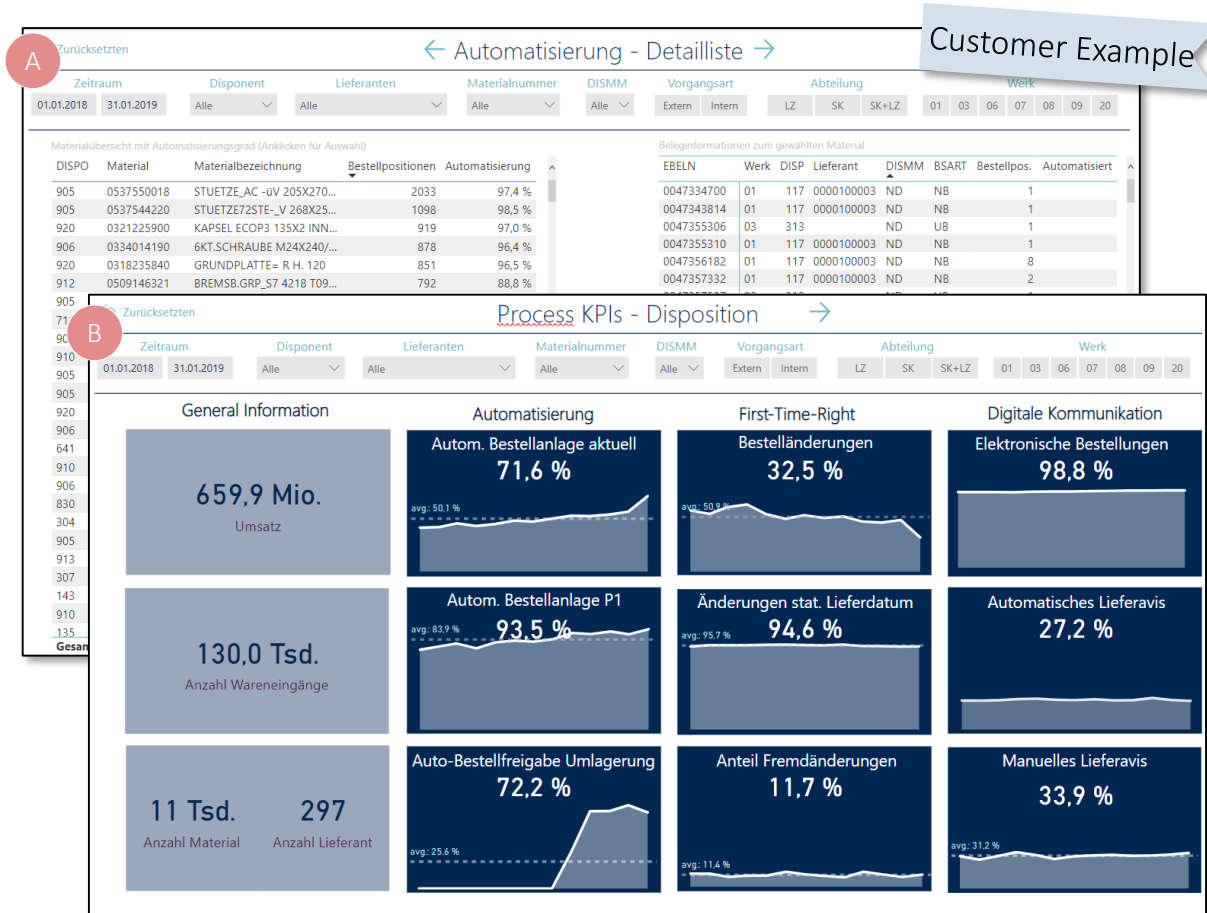 Customer Example
A
Zurücksetzten
Automatisierung - Detailliste
Zeitraum Disponent Lieferanten Materialnummer DISMM Vorgangsart Abteilung Werk
01.01.2018 31.01.2019 Alle Alle Alle Alle Extern Intern LZ SK SK+LZ 01 03 06 07 08 09 20
Materialübersicht mit Automatisierungsgrad (Anklicken für Auswahl)
DISPO Material Materialbezeichnung Bestellpositionen Automatisierung
905 0537550018 STUETZE_AC -üV 205X270... 2033 97,4 %
905 0537544220 STUETZE72STE-_V 268X25... 1098 98,5 %
920 0321225900 KAPSEL ECOP3 135X2 INN... 919 97,0 %
906 0334014190 6KT.SCHRAUBE M24X240/... 878 96,4 %
920 0318235840 GRUNDPLATTE= R H. 120 851 96,5 %
912 0509146321 BREMSB.GRP_S7 4218 T09... 792 88,8 %
905
910
905
905
920
906
641
910
906
830
304
905
913
307
143
910
135
Beleginformationen zum gewählten Material
EBELN Werk DISP Lieferant DISMM BSART Bestellpos. Automatisiert
0047334700 01 117 0000100003 ND NB 1
0047343814 01 117 0000100003 ND NB 1
0047355306 03 313 ND UB 1
0047355310 01 117 0000100003 ND NB 1
0047356182 01 117 0000100003 ND NB 8
0047357332 01 117 0000100003 ND NB 2
B
Zurücksetzten
Process KPIs - Disposition
Zeitraum Disponent Lieferanten Materialnummer DISMM Vorgangsart Abteilung Werk
01.01.2018 31.01.2019 Alle Alle Alle Alle Extern Intern LZ SK SK+LZ 01 03 06 07 08 09 20
General Information
659,9 Mio.
Umsatz
130,0 Tsd.
Anzahl Wareneingänge
11 Tsd. 297
Anzahl Material Anzahl Lieferant
Automatisierung
Autom. Bestellanlage aktuell
71,6 %
avg.: 50,1 %
Autom. Bestellanlage P1
93,5 %
avg.: 83,9 %
Auto-Bestellfreigabe Umlagerung
72,2 %
avg.: 25,6 %
First-Time-Right
Bestelländerungen
32,5 %
avg.: 50,9 %
Änderungen stat. Lieferdatum
94,6 %
avg.: 95,7 %
Anteil Fremdänderungen
11,7 %
avg.: 11,4 %
Digitale Kommunikation
Elektronische Bestellungen
98,8 %
Automatisches Lieferavis
27,2 %
Manuelles Lieferavis
33,9 %
avg.: 31,2 %